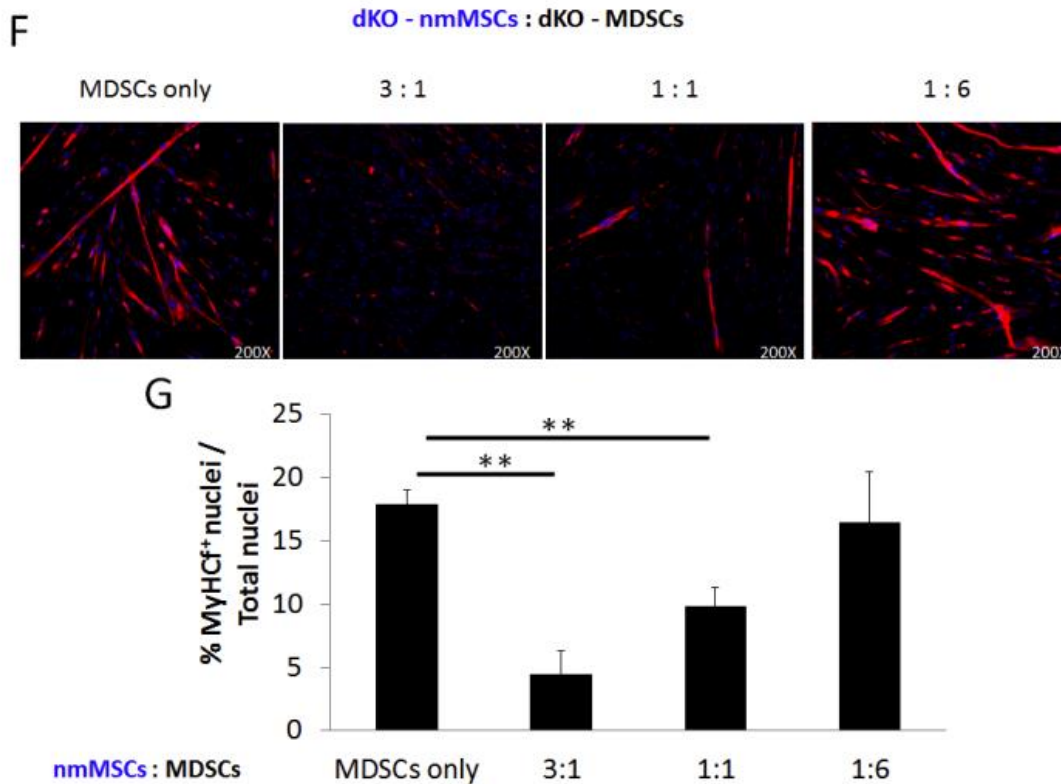 F
dKO - nmMSCs : dKO - MDSCs
MDSCs only 3 : 1 1 : 1 1 : 6
200X 200X 200X 200X
G
% MyHCf⁺ nuclei /
Total nuclei
25
20
15
10
5
0
**
**
nmMSCs : MDSCs MDSCs only 3:1 1:1 1:6